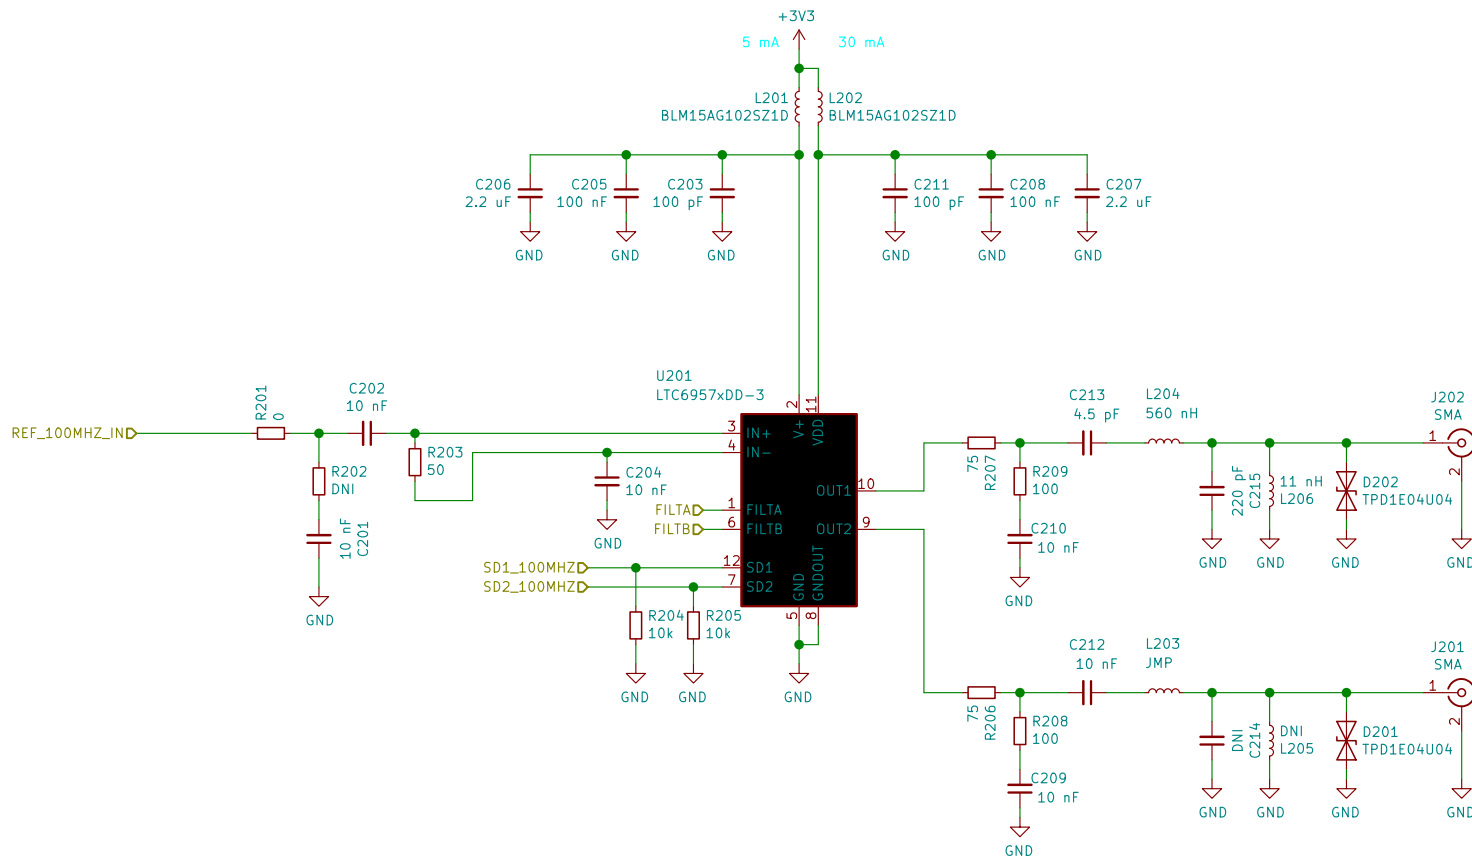 +3V3
5 mA
30 mA
L201
BLM15AG102SZ1D
L202
BLM15AG102SZ1D
C206
2.2 uF
GND
C205
100 nF
GND
C203
100 pF
GND
C211
100 pF
GND
C208
100 nF
GND
C207
2.2 uF
GND
U201
LTC6957xDD-3
2
V+
11
VDD
3
IN+
4
IN-
1
FILTA
6
FILTB
12
SD1
7
SD2
5
GND
8
GNDOUT
10
OUT1
9
OUT2
GND
REF_100MHZ_IN
R201
0
R202
DNI
10 nF
C201
GND
C202
10 nF
R203
50
C204
10 nF
GND
FILTA
FILTB
SD1_100MHZ
SD2_100MHZ
R204
10k
GND
R205
10k
GND
75
R207
R209
100
C210
10 nF
GND
C213
4.5 pF
L204
560 nH
220 pF
C215
GND
11 nH
L206
GND
D202
TPD1E04U04
GND
J202
SMA
1
2
GND
75
R206
R208
100
C209
10 nF
GND
C212
10 nF
L203
JMP
DNI
C214
GND
DNI
L205
GND
D201
TPD1E04U04
GND
J201
SMA
1
2
GND